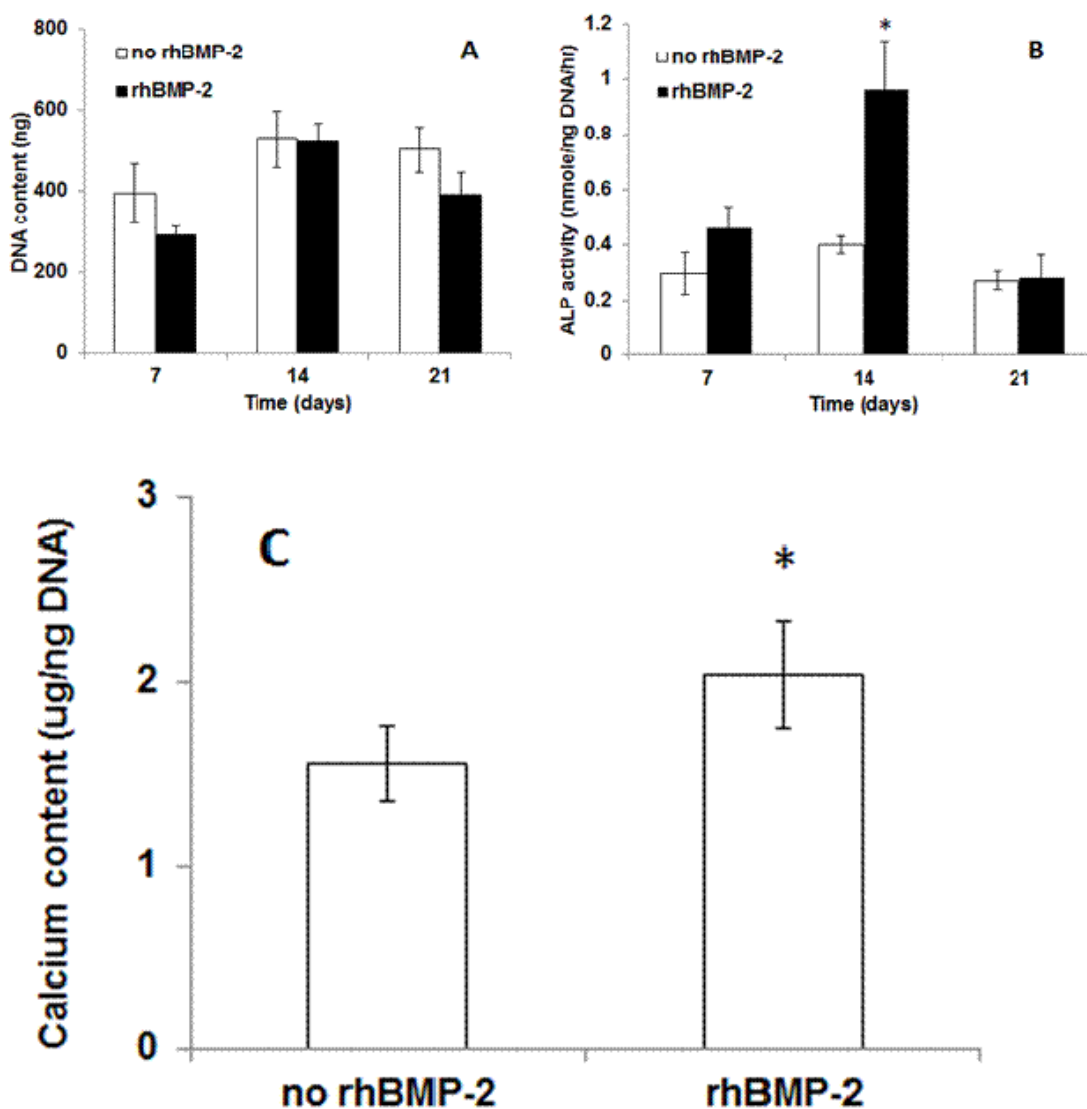 800
600
400
200
0
DNA content (ng)
no rhBMP-2
rhBMP-2
A
7
14
21
Time (days)
1.2
1
0.8
0.6
0.4
0.2
0
ALP activity (nmole/ng DNA/hr)
no rhBMP-2
rhBMP-2
*
B
7
14
21
Time (days)
3
2
1
0
Calcium content (ug/ng DNA)
C
*
no rhBMP-2
rhBMP-2